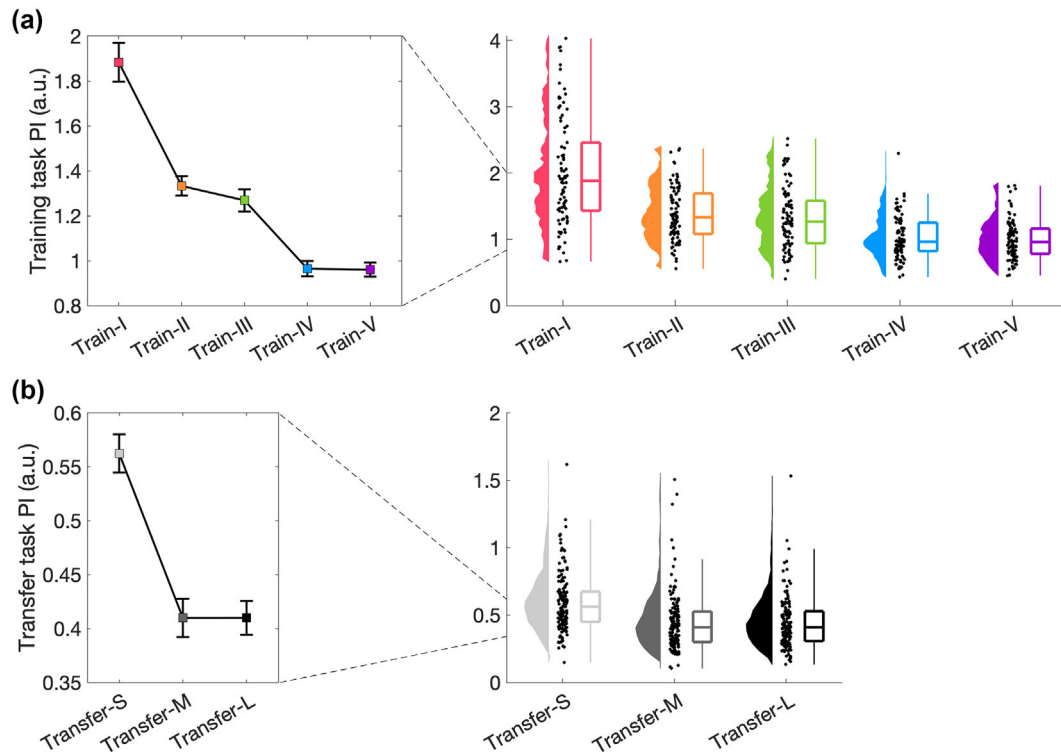 (a)
Training task PI (a.u.)
2
1.8
1.6
1.4
1.2
1
0.8
Train-I
Train-II
Train-III
Train-IV
Train-V
4
3
2
1
0
Train-I
Train-II
Train-III
Train-IV
Train-V
(b)
Transfer task PI (a.u.)
0.6
0.55
0.5
0.45
0.4
0.35
Transfer-S
Transfer-M
Transfer-L
2
1.5
1
0.5
0
Transfer-S
Transfer-M
Transfer-L